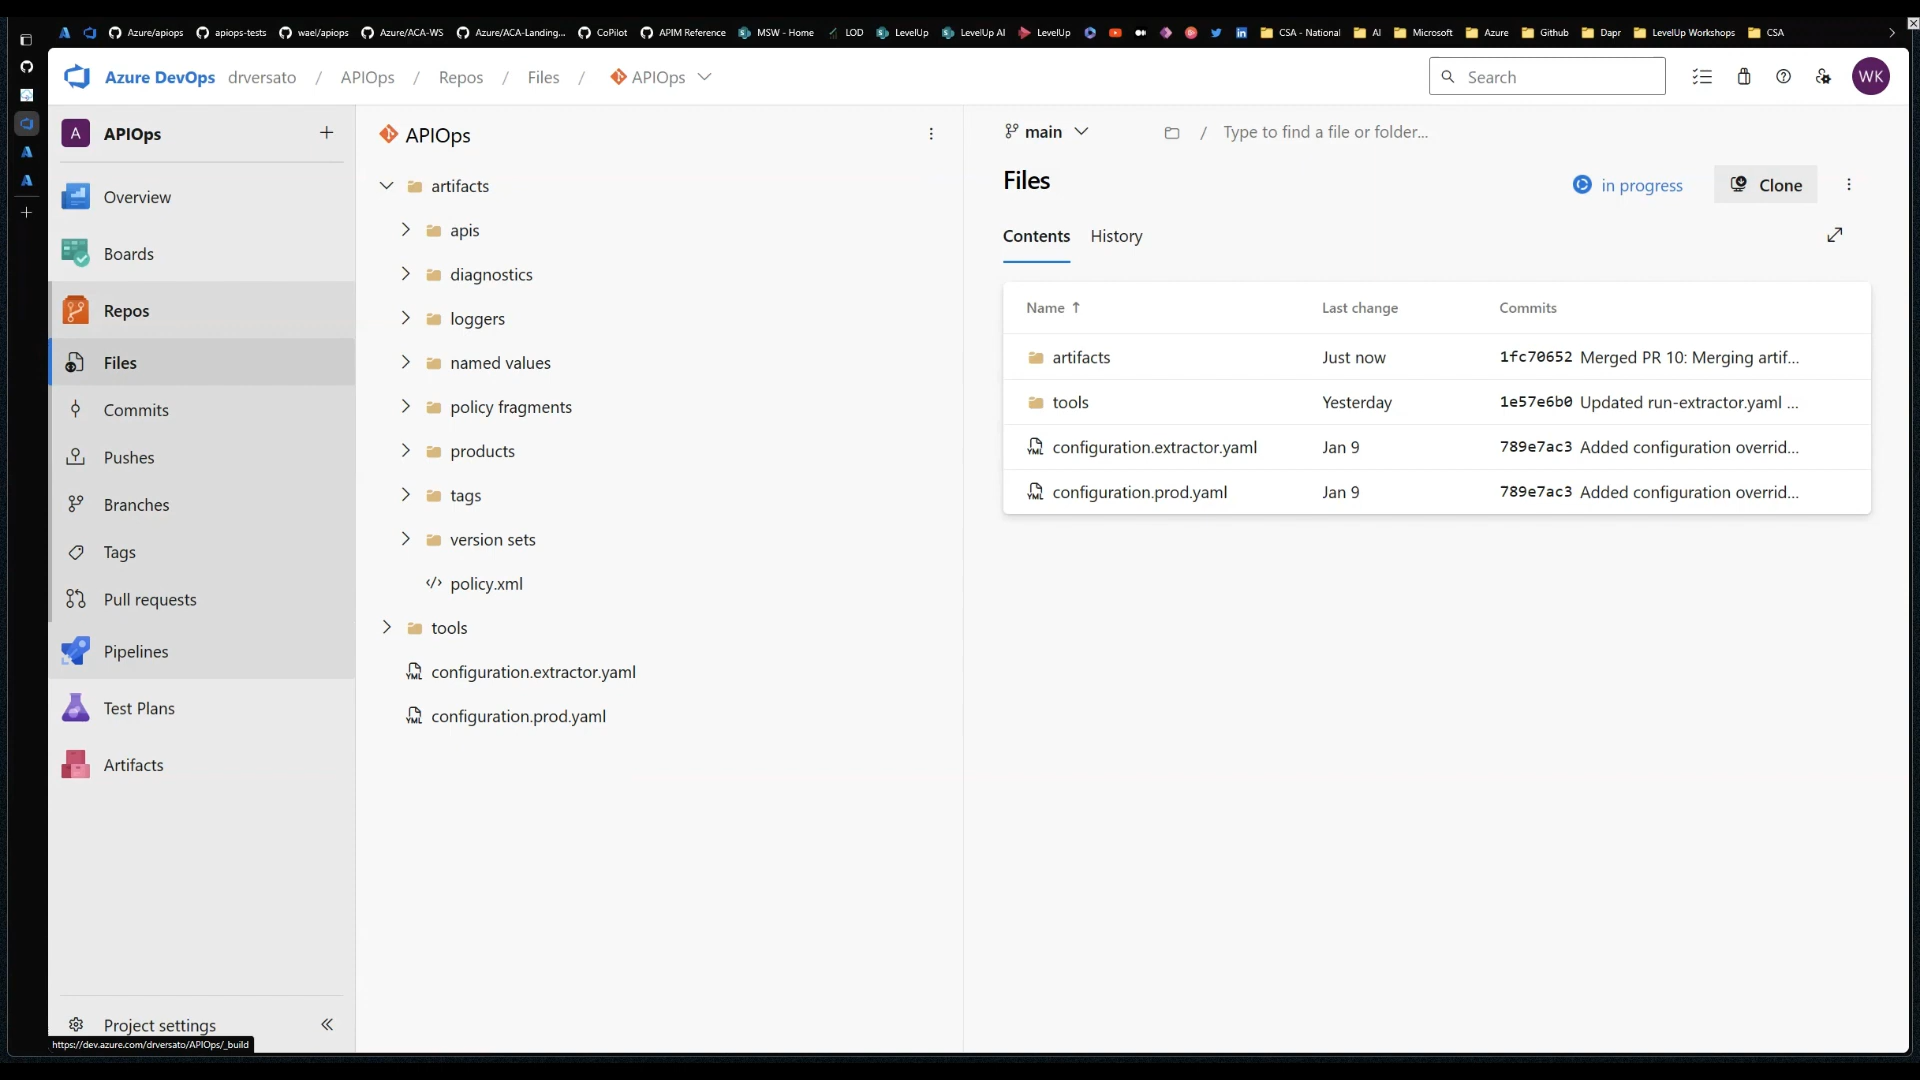 Azure/apiops apiops-tests wael/apiops Azure/ACA-WS Azure/ACA-Landing... CoPilot APIM Reference MSW - Home LOD LevelUp LevelUp AI LevelUp CSA - National AI Microsoft Azure Github Dapr LevelUp Workshops CSA
Azure DevOps drversato / APIOps / Repos / Files / APIOps
Search
WK
A APIOps
Overview
Boards
Repos
Files
Commits
Pushes
Branches
Tags
Pull requests
Pipelines
Test Plans
Artifacts
Project settings
https://dev.azure.com/drversato/APIOps/_build
APIOps
artifacts
apis
diagnostics
loggers
named values
policy fragments
products
tags
version sets
</> policy.xml
tools
YML configuration.extractor.yaml
YML configuration.prod.yaml
main / Type to find a file or folder...
Files
in progress
Clone
Contents History
Name ↑ Last change Commits
artifacts Just now 1fc70652 Merged PR 10: Merging artif...
tools Yesterday 1e57e6b0 Updated run-extractor.yaml ...
YML configuration.extractor.yaml Jan 9 789e7ac3 Added configuration overrid...
YML configuration.prod.yaml Jan 9 789e7ac3 Added configuration overrid...